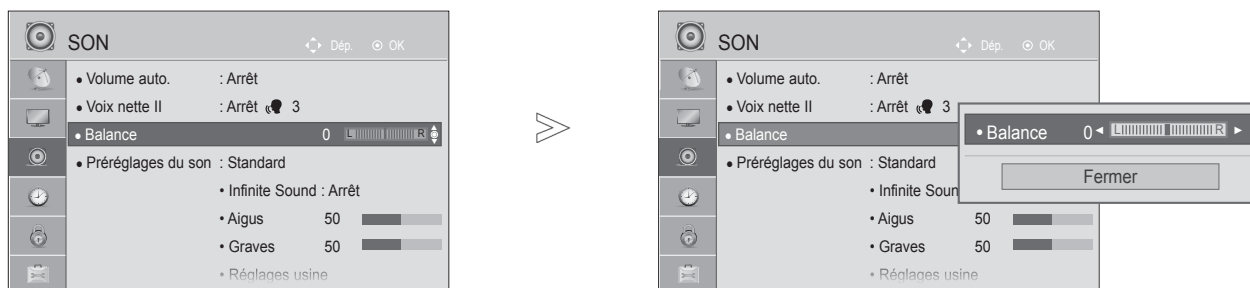 SON
Dép. OK
• Volume auto. : Arrêt
• Voix nette II : Arrêt 3
• Balance 0 L R
• Préréglages du son : Standard
• Infinite Sound : Arrêt
• Aigus 50
• Graves 50
• Réglages usine
SON
Dép. OK
• Volume auto. : Arrêt
• Voix nette II : Arrêt 3
• Balance
• Préréglages du son : Standard
• Infinite Soun
• Aigus 50
• Graves 50
• Réglages usine
• Balance 0 L R
Fermer